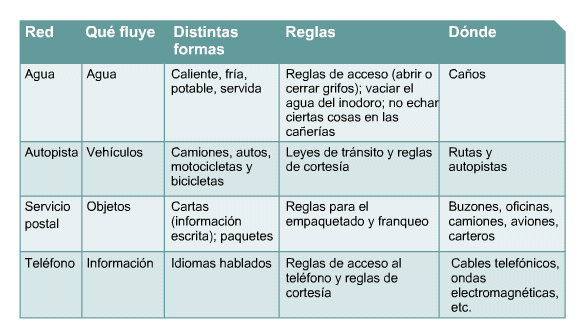 Red
Qué fluye
Distintas
formas
Reglas
Dónde
Agua
Agua
Caliente, fría,
potable, servida
Reglas de acceso (abrir o
cerrar grifos); vaciar el
agua del inodoro; no echar
ciertas cosas en las
cañerías
Caños
Autopista
Vehículos
Camiones, autos,
motocicletas y
bicicletas
Leyes de tránsito y reglas
de cortesía
Rutas y
autopistas
Servicio
postal
Objetos
Cartas
(información
escrita); paquetes
Reglas para el
empaquetado y franqueo
Buzones, oficinas,
camiones, aviones,
carteros
Teléfono
Información
Idiomas hablados
Reglas de acceso al
teléfono y reglas de
cortesía
Cables telefónicos,
ondas
electromagnéticas,
etc.